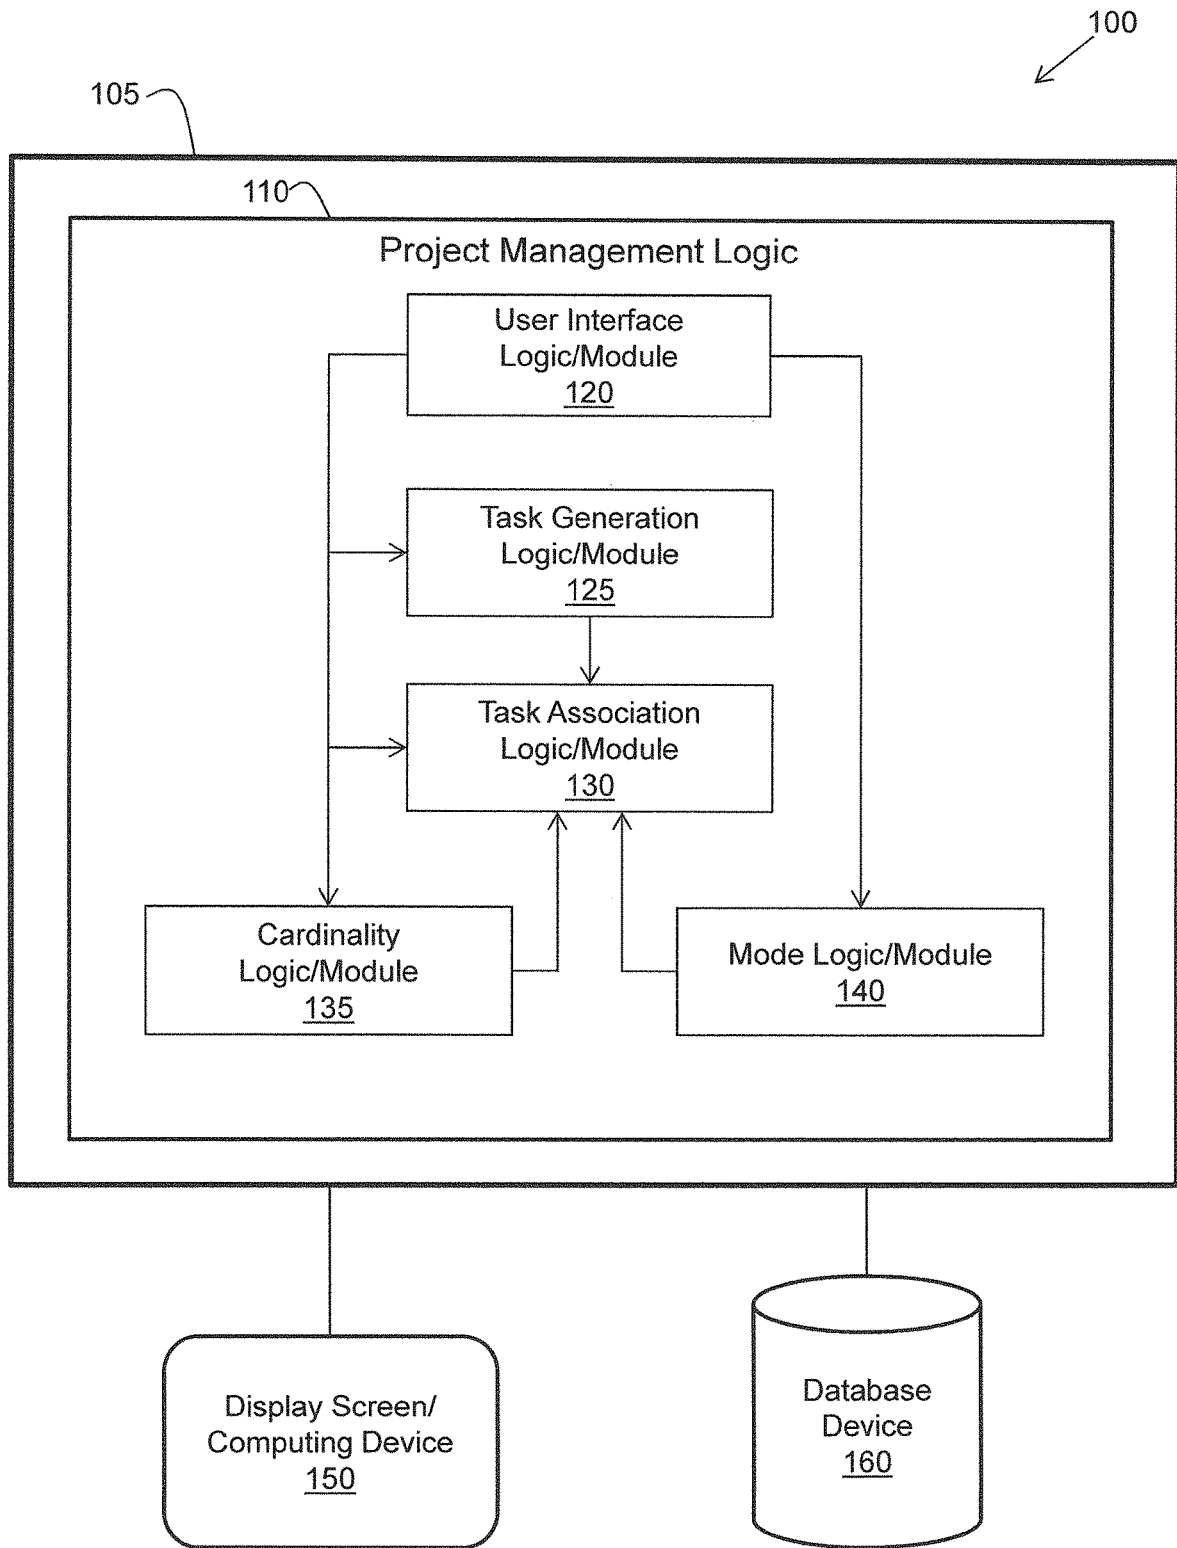 100
105
110
Project Management Logic
User Interface
Logic/Module
120
Task Generation
Logic/Module
125
Task Association
Logic/Module
130
Cardinality
Logic/Module
135
Mode Logic/Module
140
Display Screen/
Computing Device
150
Database
Device
160